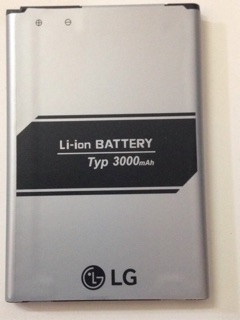 Li-ion BATTERY
Typ 3000mAh
LG